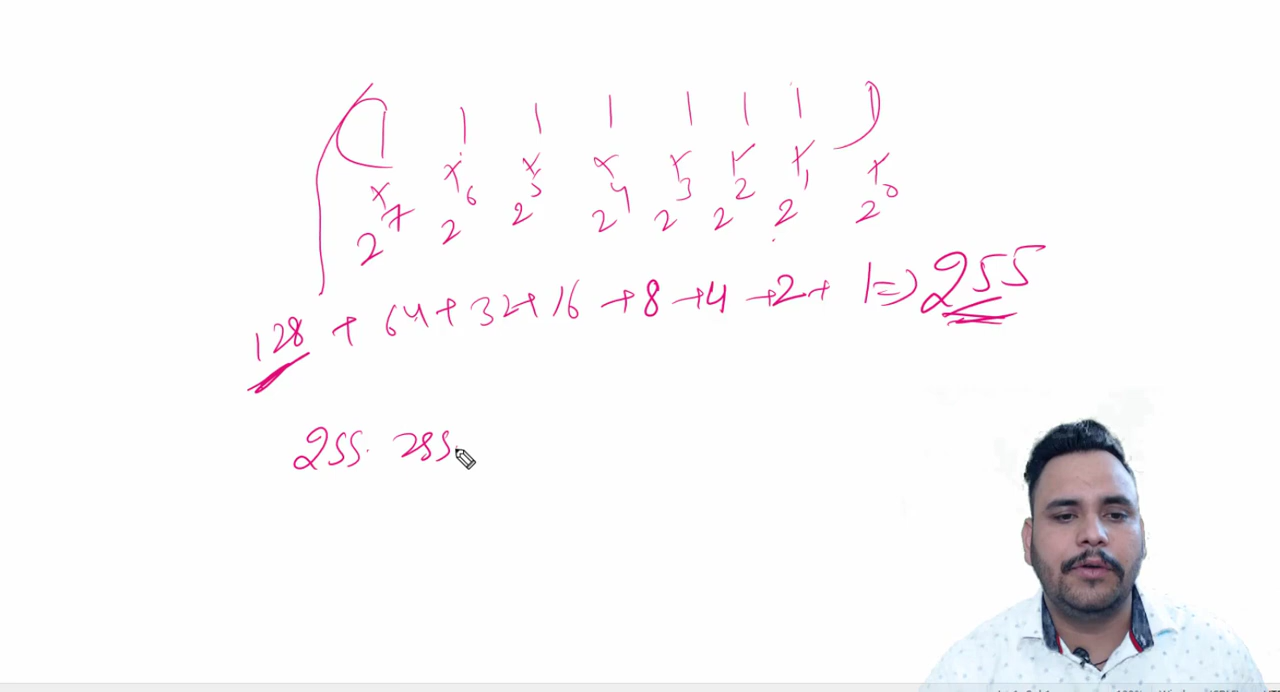 1 1 1 1 1 1 1 1
x x x x x x x x
2^7 2^6 2^5 2^4 2^3 2^2 2^1 2^0
128 + 64 + 32 + 16 + 8 + 4 + 2 + 1 => 255
255. 255